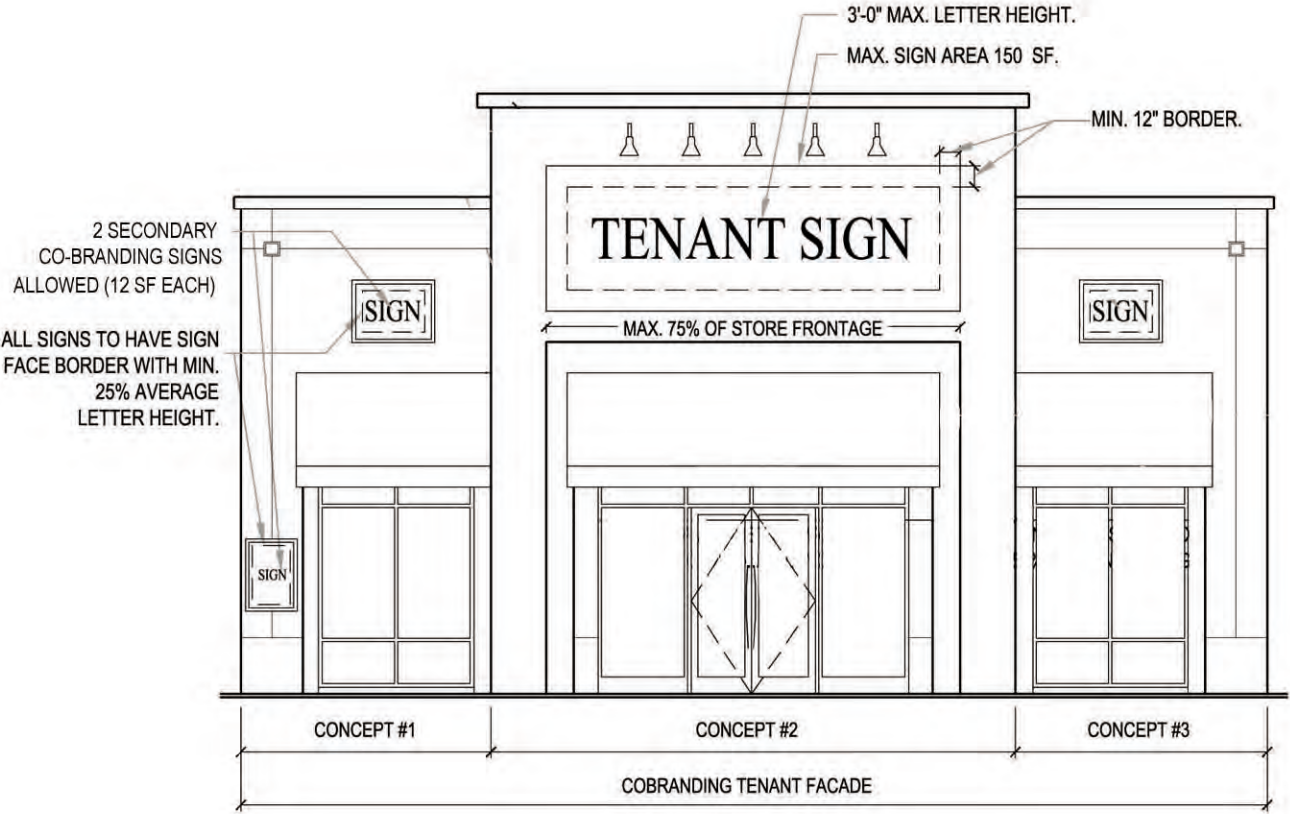 3'-0" MAX. LETTER HEIGHT.
MAX. SIGN AREA 150 SF.
MIN. 12" BORDER.
2 SECONDARY
CO-BRANDING SIGNS
ALLOWED (12 SF EACH)
ALL SIGNS TO HAVE SIGN
FACE BORDER WITH MIN.
25% AVERAGE
LETTER HEIGHT.
TENANT SIGN
SIGN
SIGN
MAX. 75% OF STORE FRONTAGE
SIGN
CONCEPT #1
CONCEPT #2
CONCEPT #3
COBRANDING TENANT FACADE